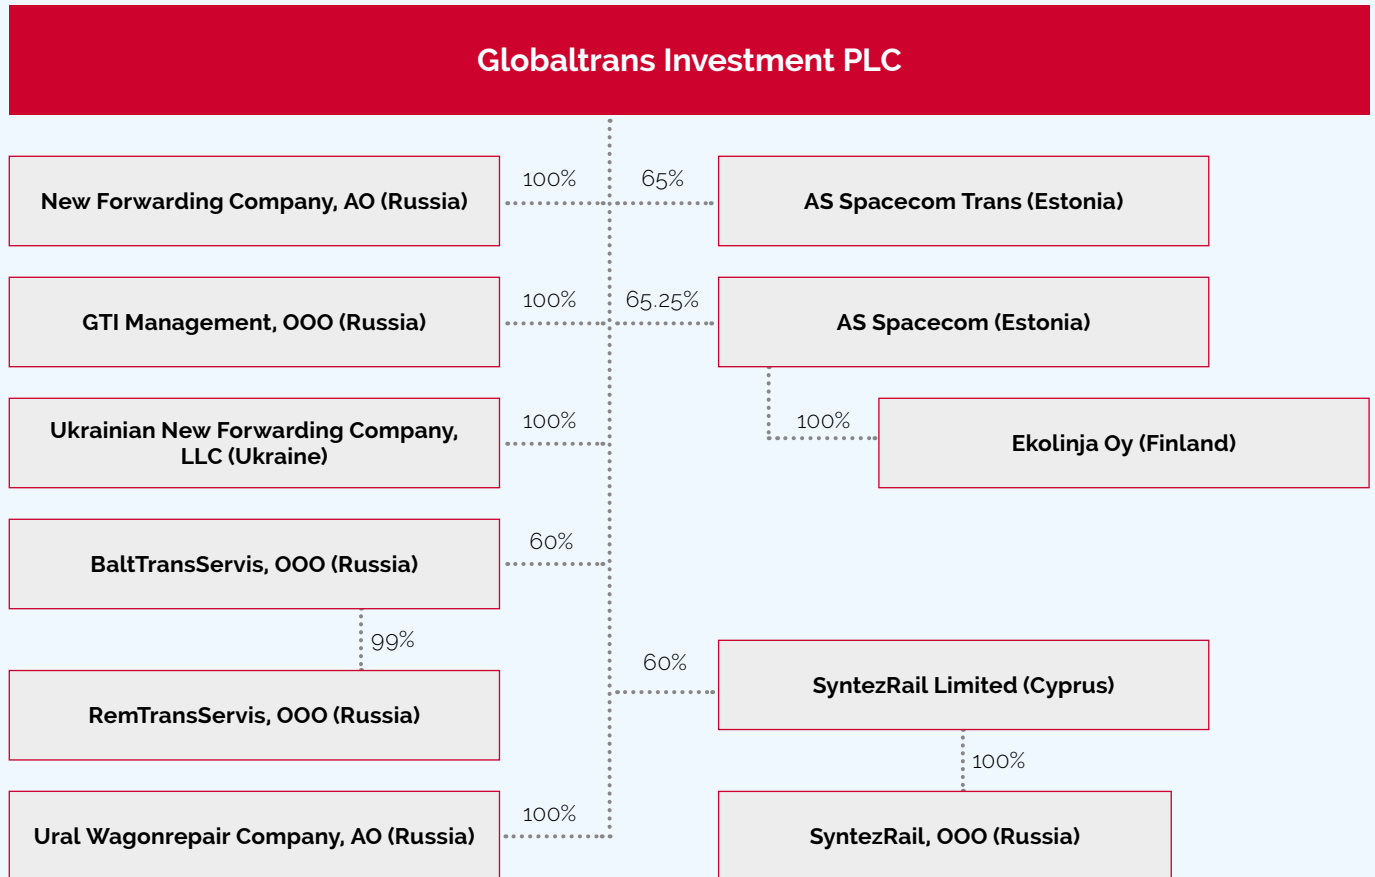 Globaltrans Investment PLC
New Forwarding Company, AO (Russia)
100%
65%
AS Spacecom Trans (Estonia)
GTI Management, OOO (Russia)
100%
65.25%
AS Spacecom (Estonia)
Ukrainian New Forwarding Company,
LLC (Ukraine)
100%
100%
Ekolinja Oy (Finland)
BaltTransServis, OOO (Russia)
60%
99%
RemTransServis, OOO (Russia)
60%
SyntezRail Limited (Cyprus)
100%
Ural Wagonrepair Company, AO (Russia)
100%
SyntezRail, OOO (Russia)